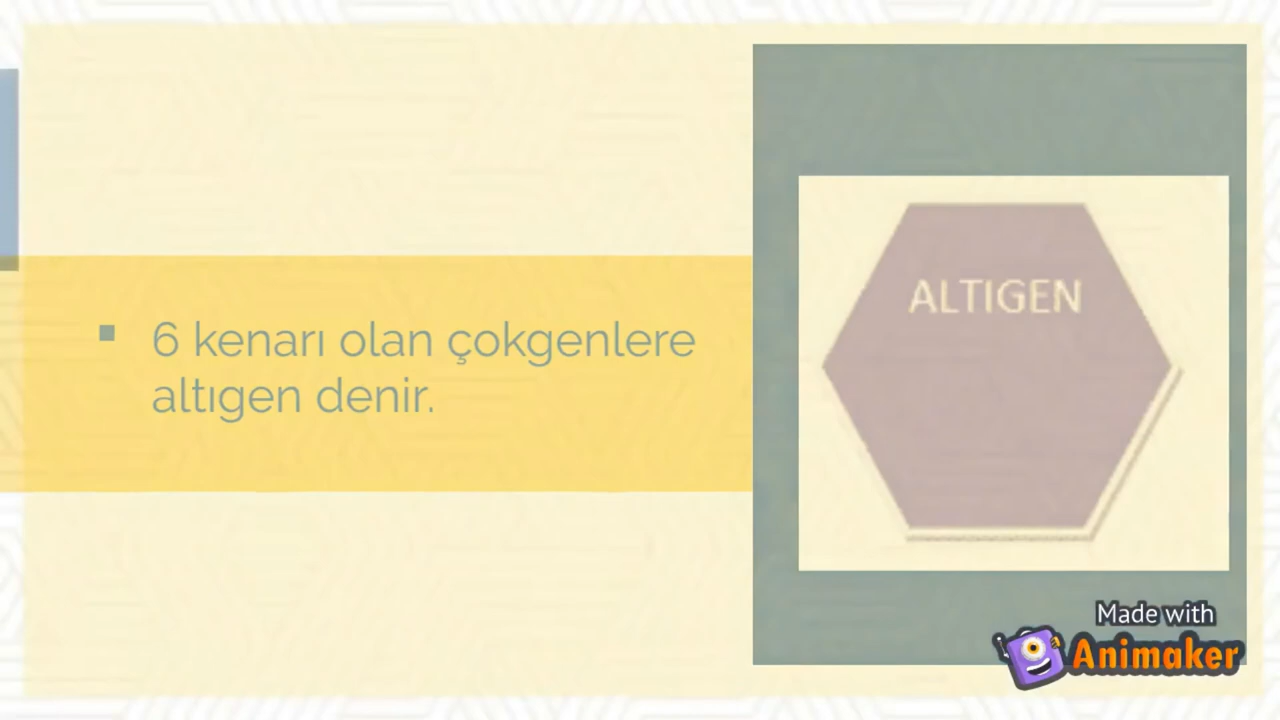 6 kenarı olan çokgenlere
altıgen denir.
ALTIGEN
Made with
Animaker